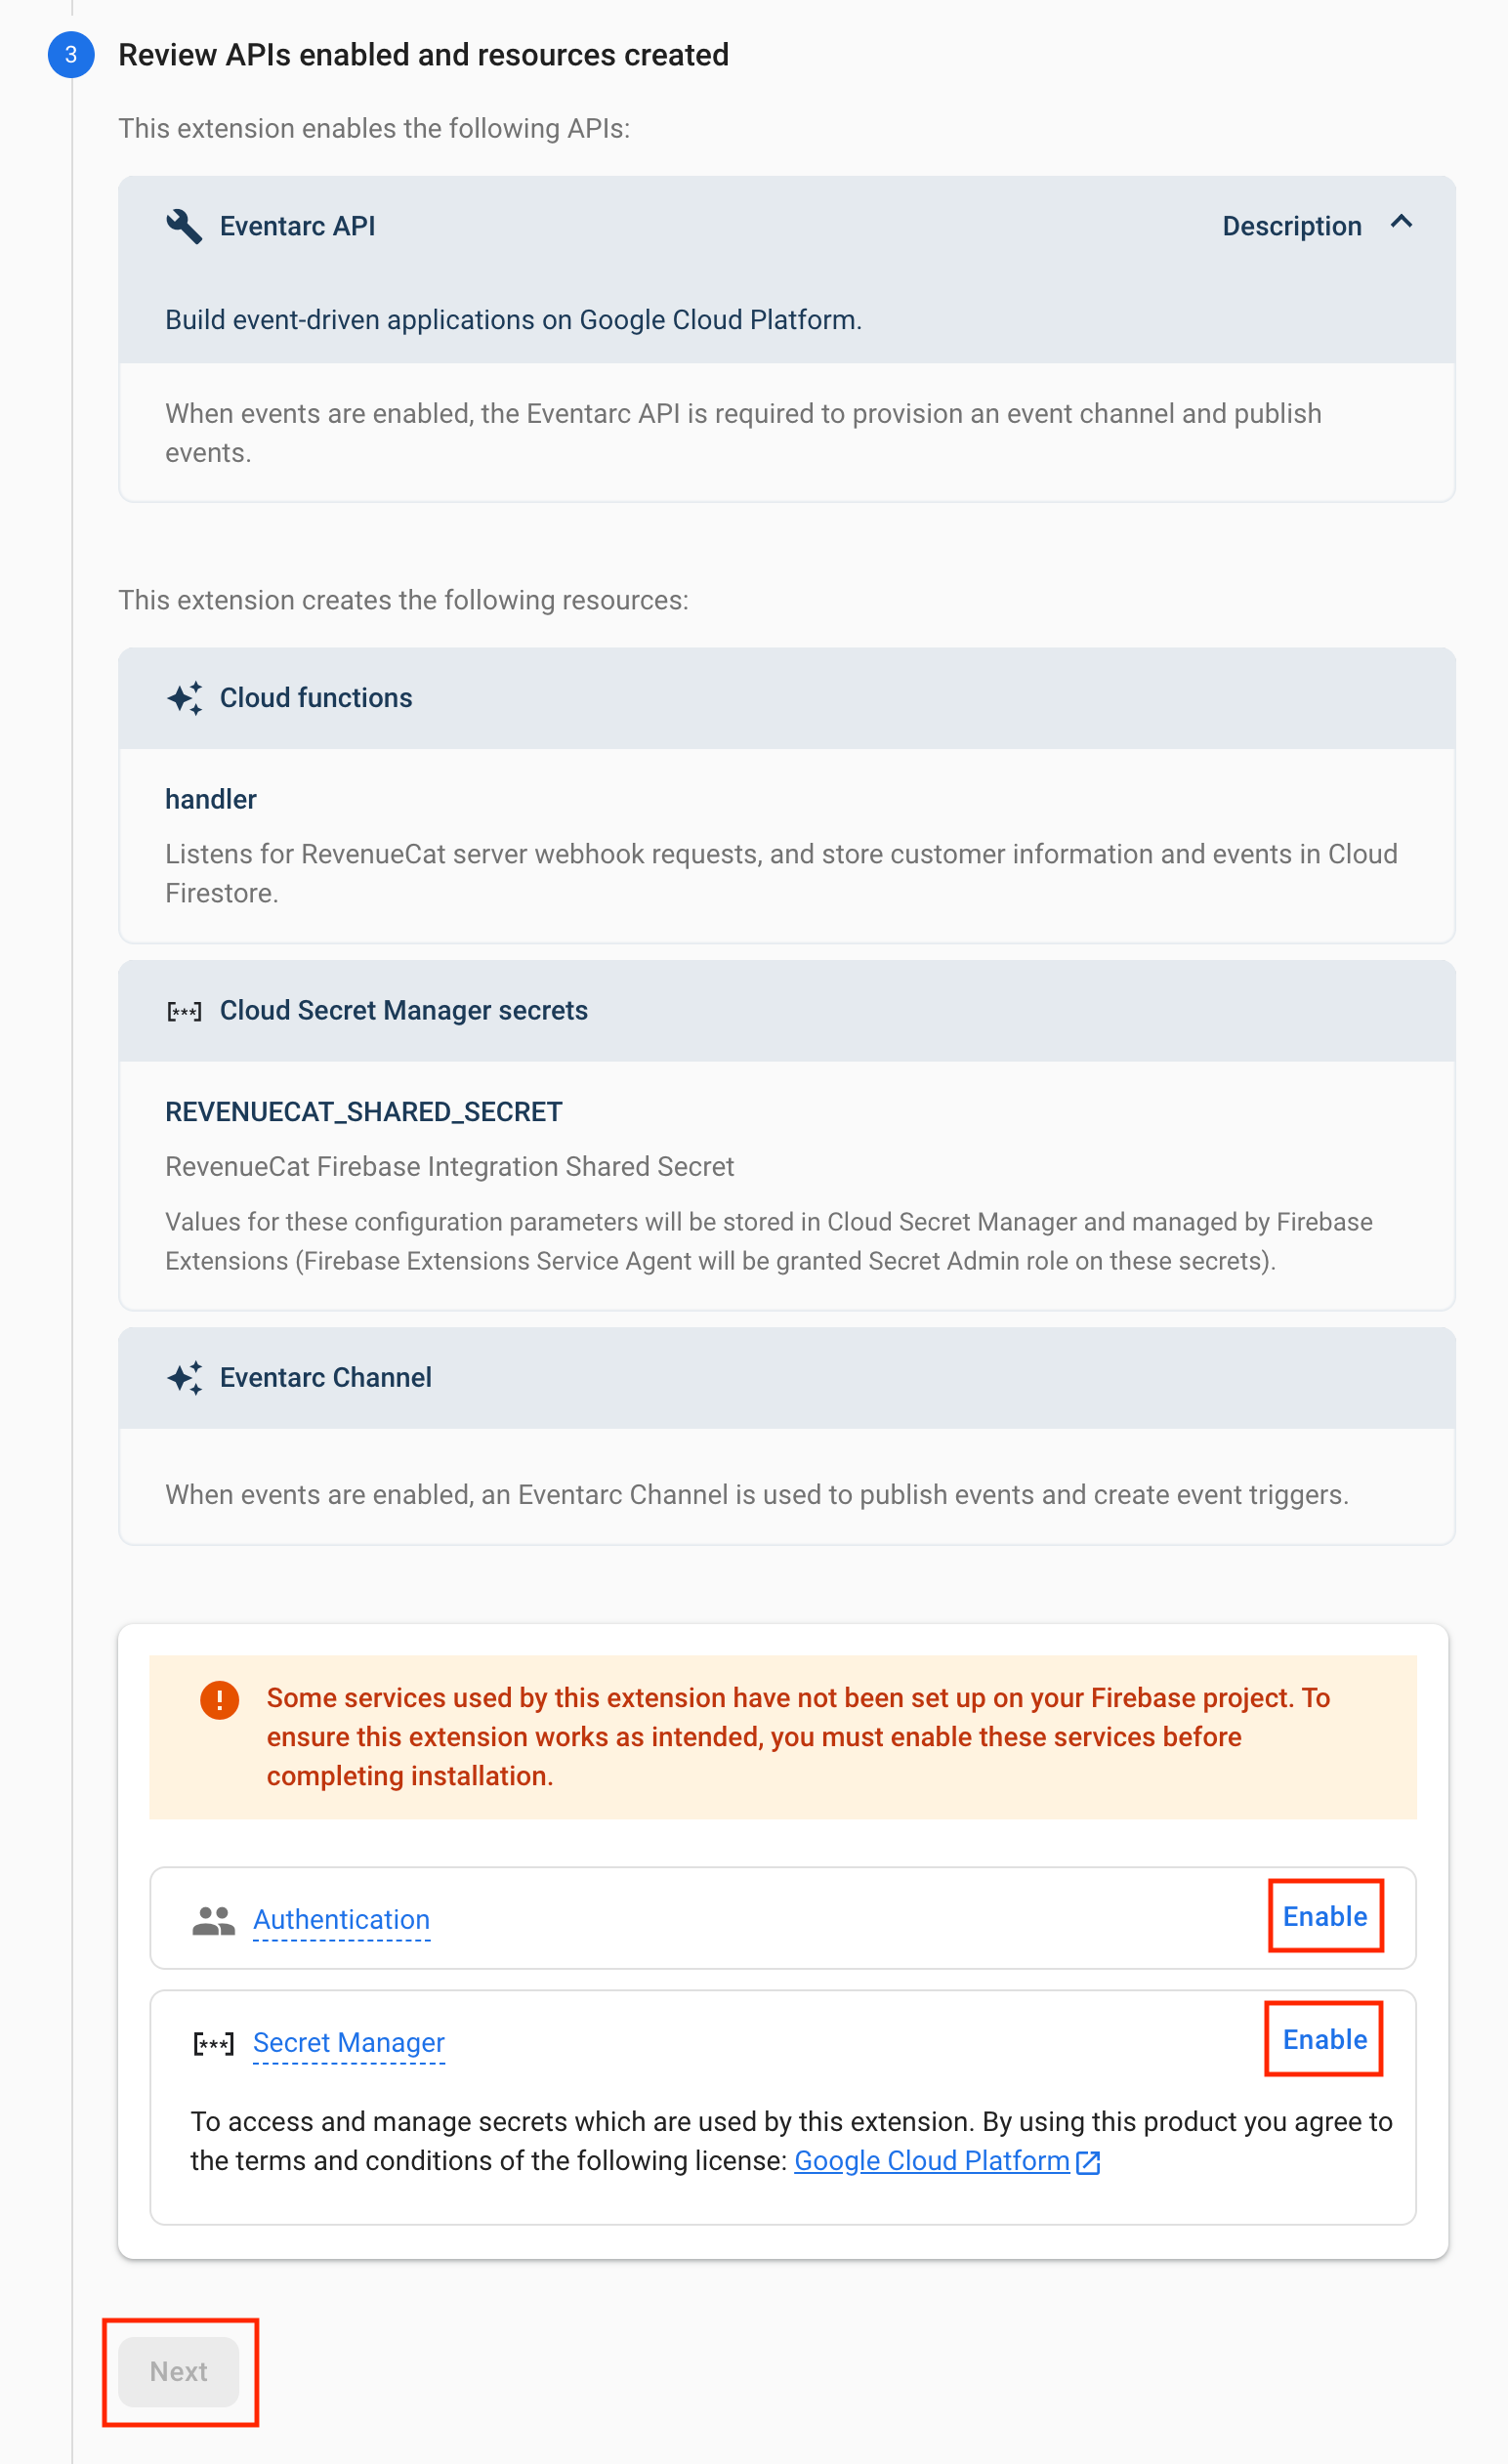 3
Review APIs enabled and resources created
This extension enables the following APIs:
Eventarc API
Description
Build event-driven applications on Google Cloud Platform.
When events are enabled, the Eventarc API is required to provision an event channel and publish
events.
This extension creates the following resources:
Cloud functions
handler
Listens for RevenueCat server webhook requests, and store customer information and events in Cloud
Firestore.
[***] Cloud Secret Manager secrets
REVENUECAT_SHARED_SECRET
RevenueCat Firebase Integration Shared Secret
Values for these configuration parameters will be stored in Cloud Secret Manager and managed by Firebase
Extensions (Firebase Extensions Service Agent will be granted Secret Admin role on these secrets).
Eventarc Channel
When events are enabled, an Eventarc Channel is used to publish events and create event triggers.
Some services used by this extension have not been set up on your Firebase project. To
ensure this extension works as intended, you must enable these services before
completing installation.
Authentication
Enable
[***] Secret Manager
Enable
To access and manage secrets which are used by this extension. By using this product you agree to
the terms and conditions of the following license: Google Cloud Platform
Next